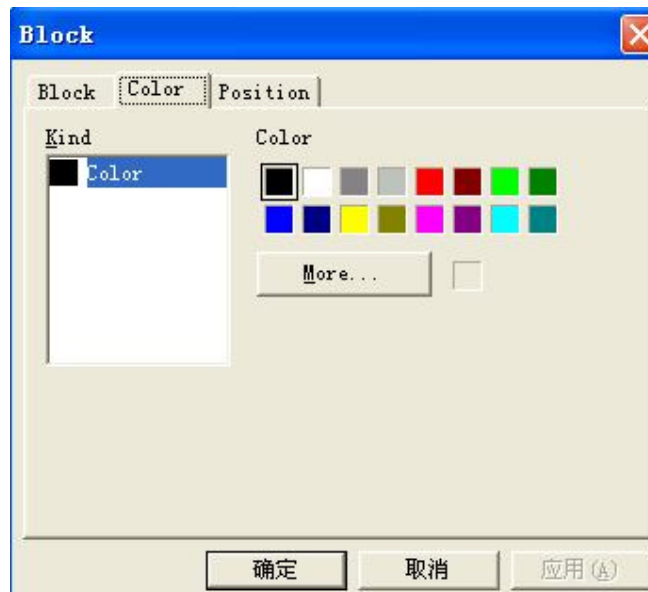 Block
Block Color Position
Kind
Color
Color
More...
确定 取消 应用(A)